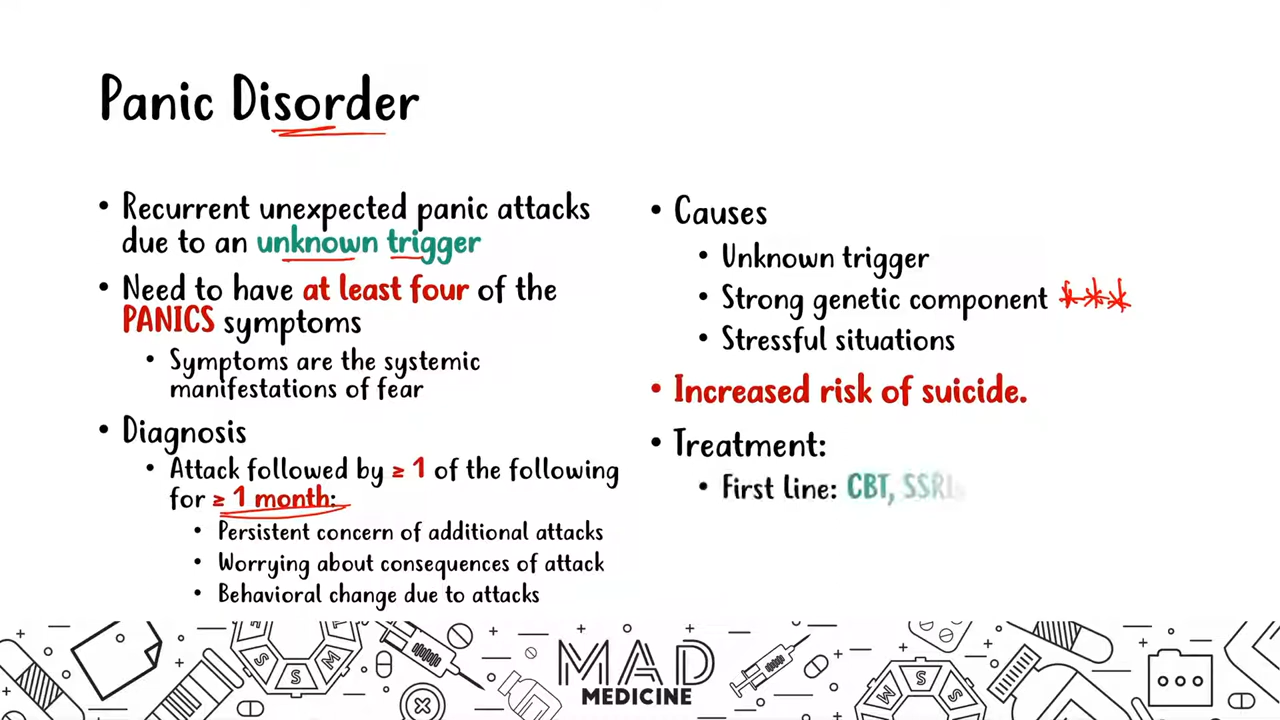 Panic Disorder
• Recurrent unexpected panic attacks
due to an unknown trigger
• Need to have at least four of the
PANICS symptoms
• Symptoms are the systemic
manifestations of fear
• Diagnosis
• Attack followed by ≥ 1 of the following
for ≥ 1 month:
• Persistent concern of additional attacks
• Worrying about consequences of attack
• Behavioral change due to attacks
• Causes
• Unknown trigger
• Strong genetic component ***
• Stressful situations
• Increased risk of suicide.
• Treatment:
• First line: CBT,
MAD
MEDICINE